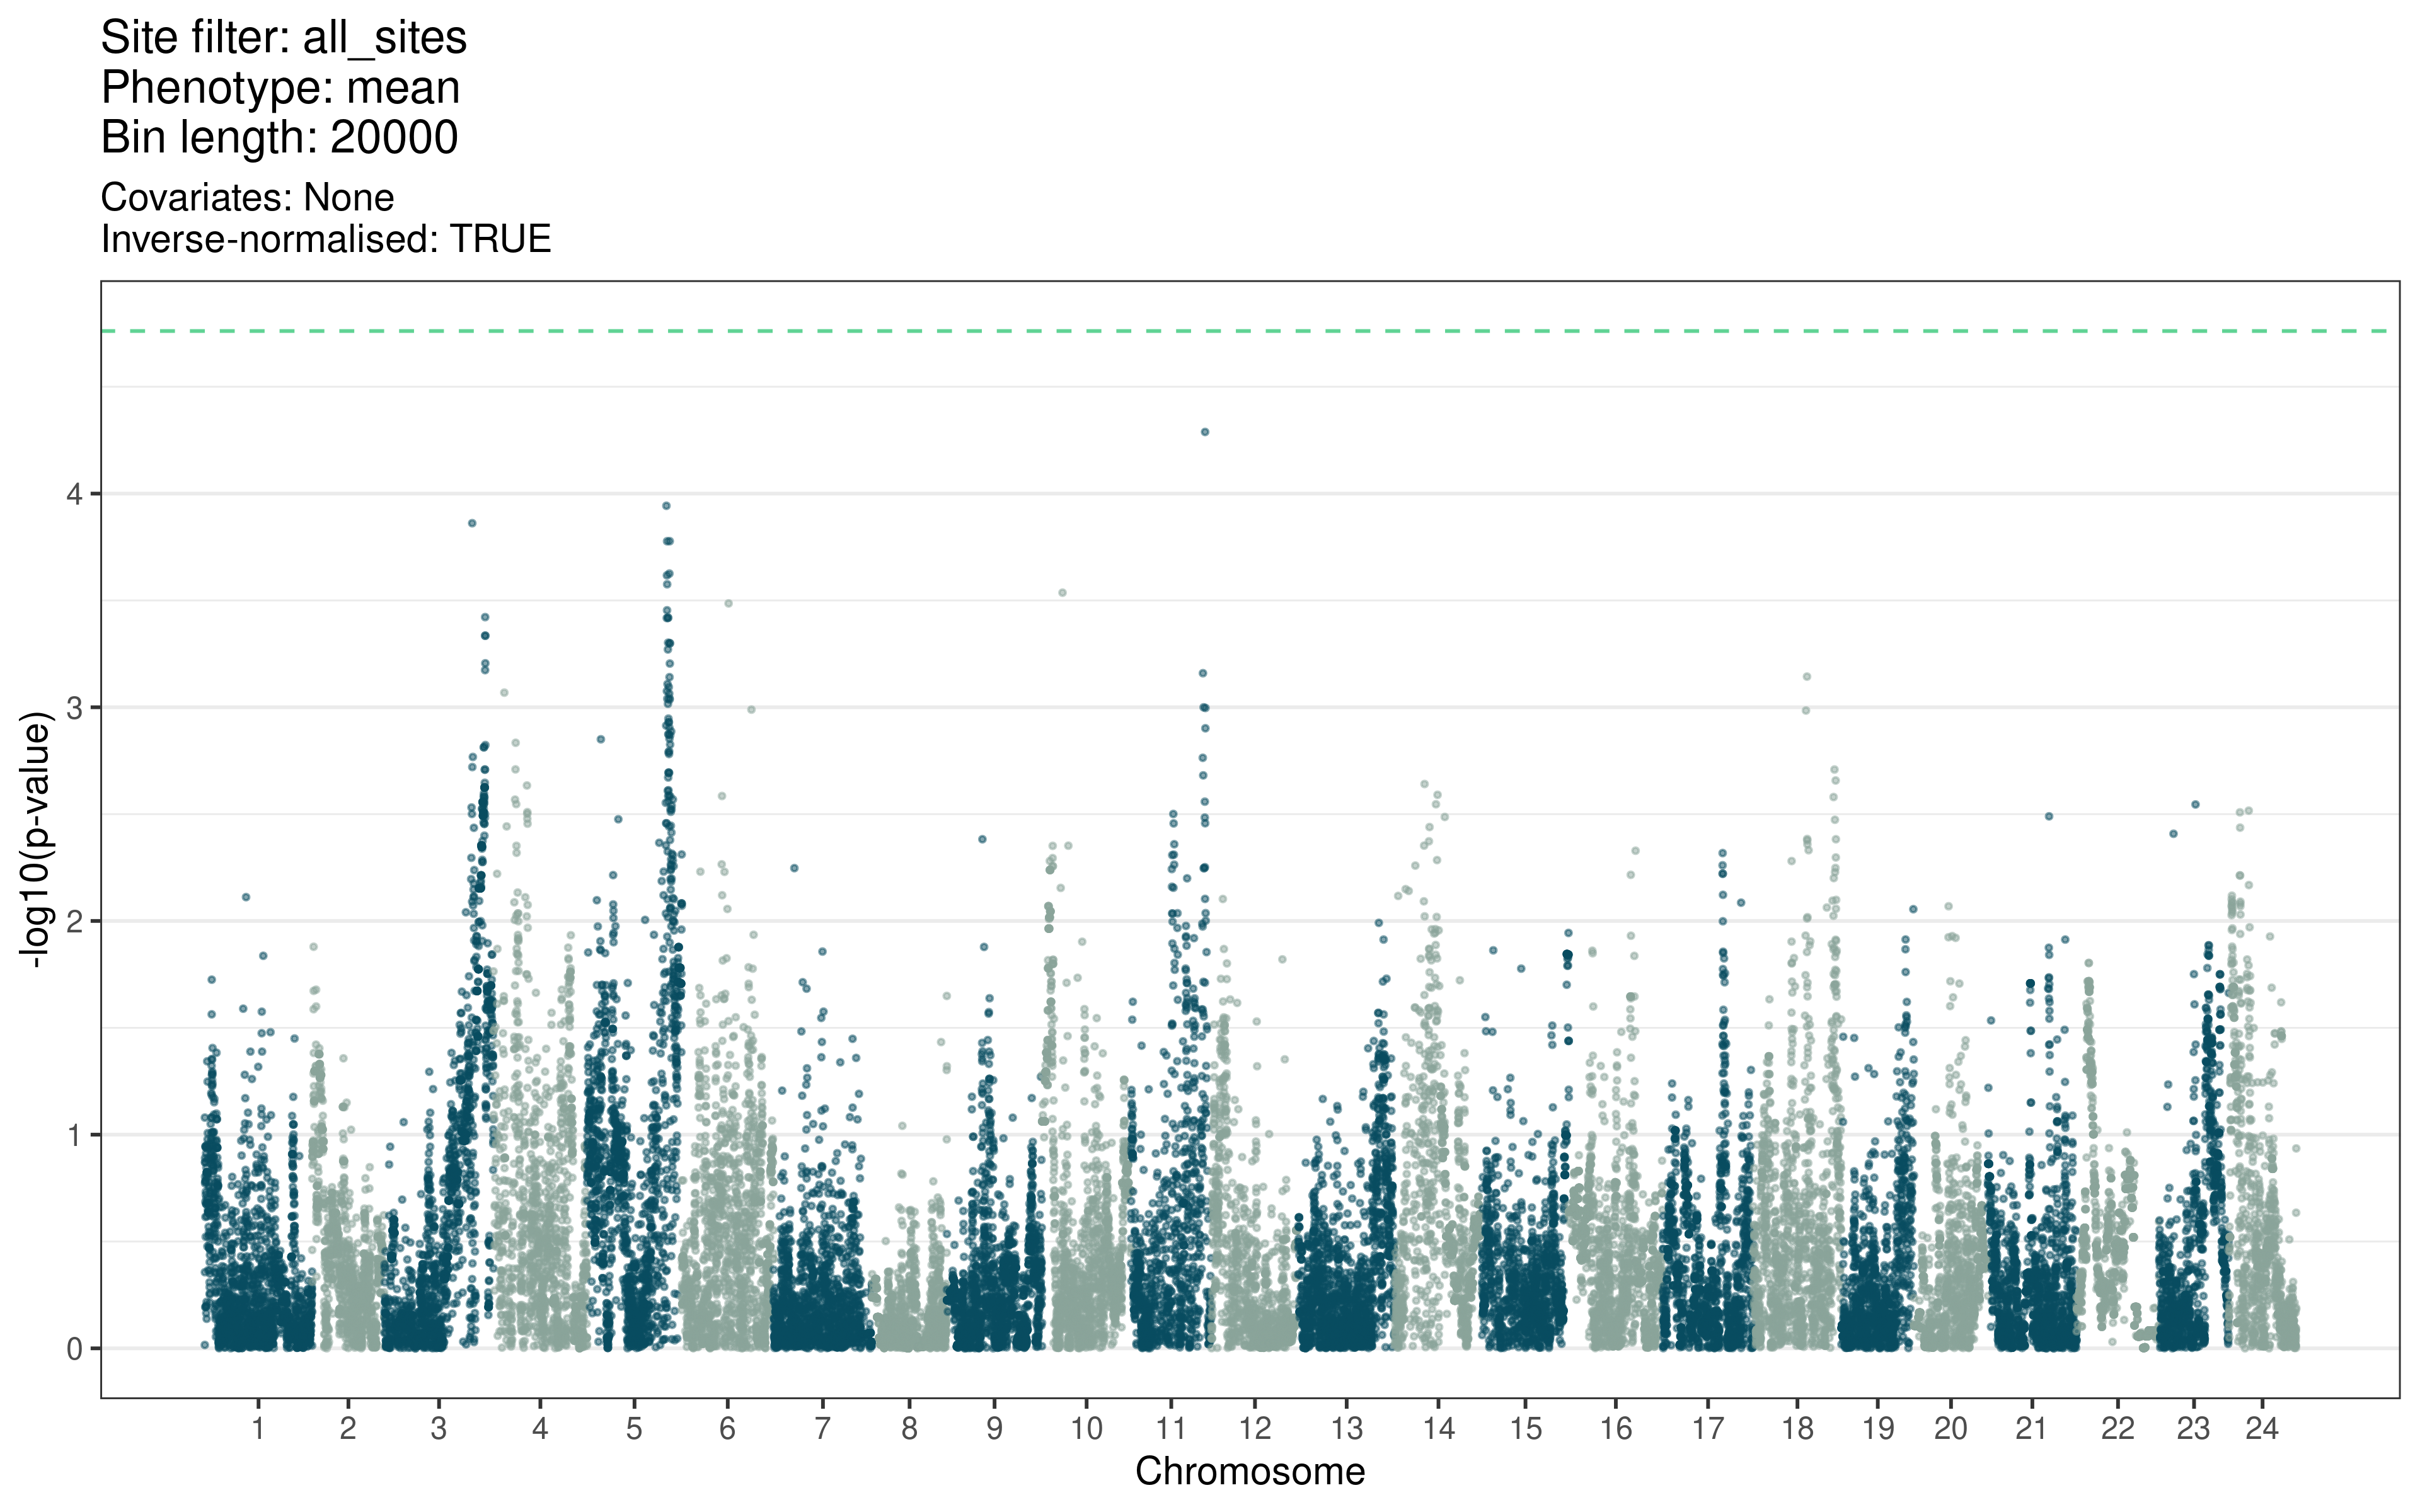 Site filter: all_sites
Phenotype: mean
Bin length: 20000
Covariates: None
Inverse-normalised: TRUE
-log10(p-value)
4
3
2
1
0
1 2 3 4 5 6 7 8 9 10 11 12 13 14 15 16 17 18 19 20 21 22 23 24
Chromosome